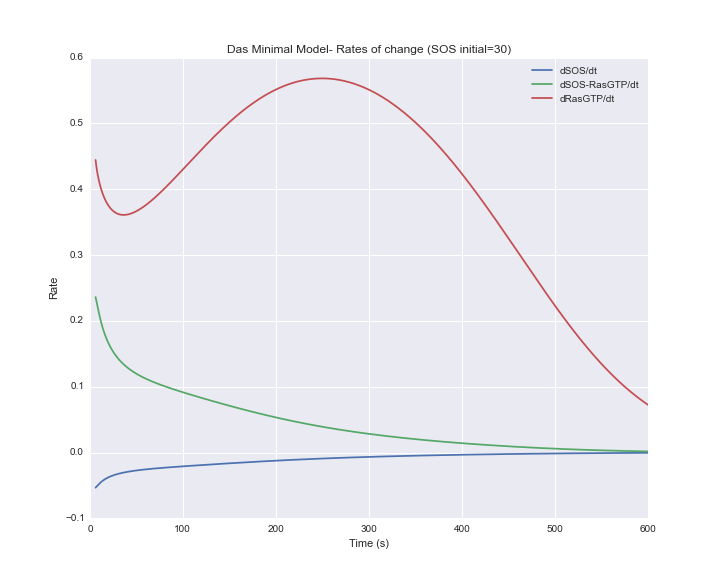 Das Minimal Model- Rates of change (SOS initial=30)
0.6
dSOS/dt
dSOS-RasGTP/dt
dRasGTP/dt
0.5
0.4
0.3
Rate
0.2
0.1
0.0
−0.1
0 100 200 300 400 500 600
Time (s)